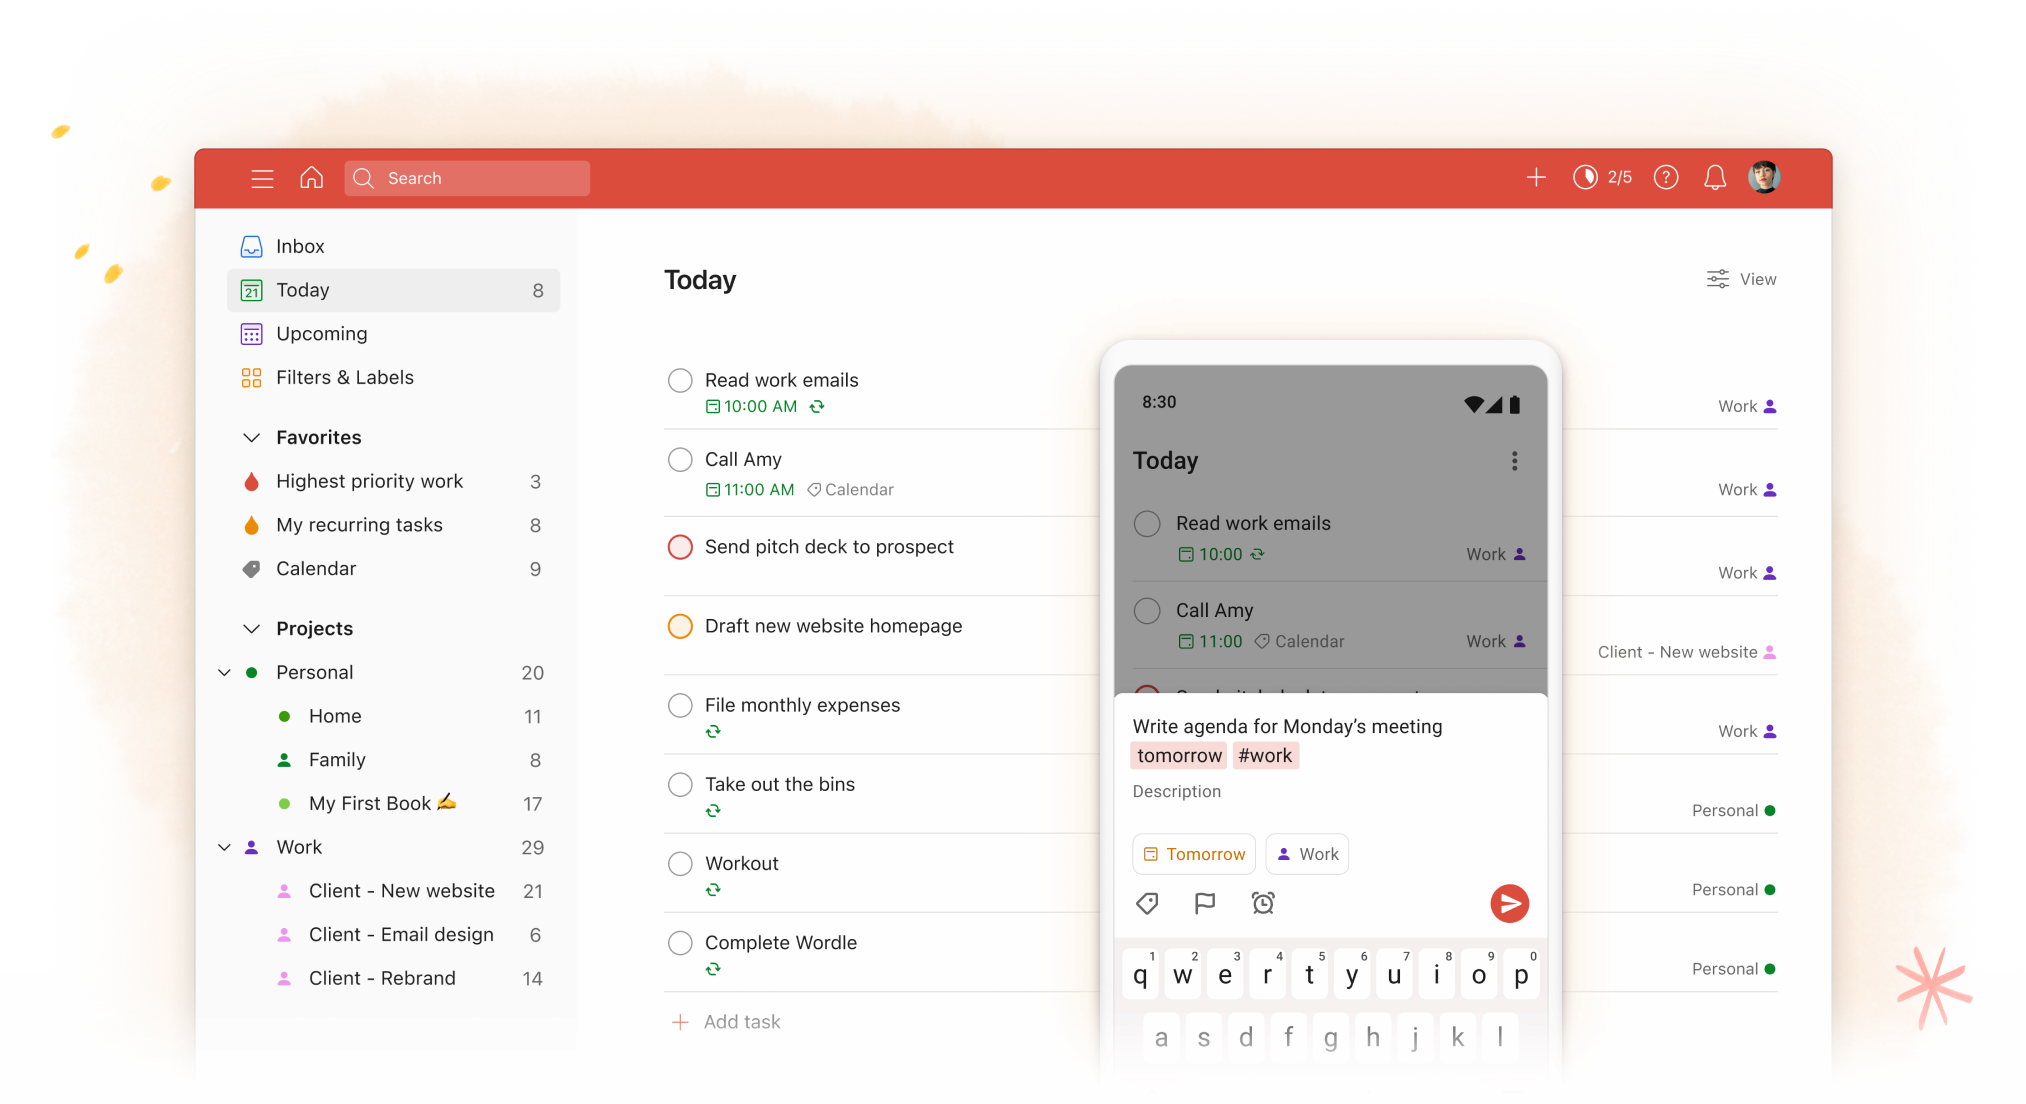 Search
2/5
Inbox
21 Today 8
Upcoming
Filters & Labels
Favorites
Highest priority work 3
My recurring tasks 8
Calendar 9
Projects
Personal 20
Home 11
Family 8
My First Book ✍️ 17
Work 29
Client - New website 21
Client - Email design 6
Client - Rebrand 14
Today
View
Read work emails
10:00 AM
Work
Call Amy
11:00 AM Calendar
Work
Send pitch deck to prospect
Work
Draft new website homepage
Client - New website
File monthly expenses
Work
Take out the bins
Personal
Workout
Personal
Complete Wordle
Personal
Add task
8:30
Today
Read work emails
10:00 Work
Call Amy
11:00 Calendar Work
Write agenda for Monday’s meeting
tomorrow #work
Description
Tomorrow Work
1 2 3 4 5 6 7 8 9 0
q w e r t y u i o p
a s d f g h j k l